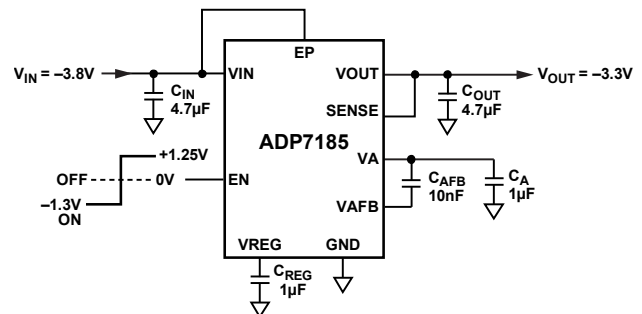 EP
V_IN = –3.8V
VIN
VOUT
V_OUT = –3.3V
C_IN
4.7µF
C_OUT
4.7µF
SENSE
ADP7185
+1.25V
VA
OFF
0V
EN
C_AFB
10nF
C_A
1µF
–1.3V
ON
VAFB
VREG
GND
C_REG
1µF